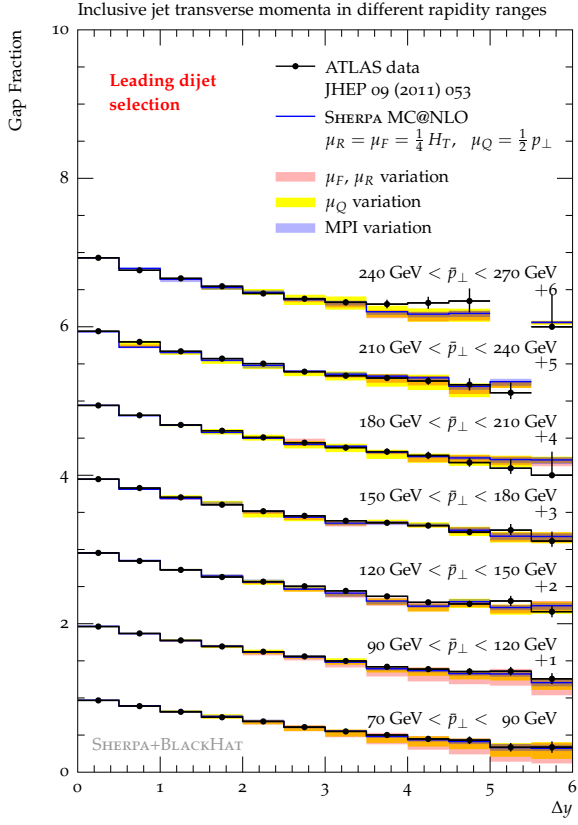 Inclusive jet transverse momenta in different rapidity ranges
Gap Fraction
10
8
6
4
2
0
Leading dijet
selection
ATLAS data
JHEP 09 (2011) 053
SHERPA MC@NLO
μ_R = μ_F = 1/4 H_T, μ_Q = 1/2 p_⊥
μ_F, μ_R variation
μ_Q variation
MPI variation
240 GeV < p̄_⊥ < 270 GeV
+6
210 GeV < p̄_⊥ < 240 GeV
+5
180 GeV < p̄_⊥ < 210 GeV
+4
150 GeV < p̄_⊥ < 180 GeV
+3
120 GeV < p̄_⊥ < 150 GeV
+2
90 GeV < p̄_⊥ < 120 GeV
+1
70 GeV < p̄_⊥ < 90 GeV
SHERPA+BLACKHAT
0 1 2 3 4 5 6
Δy